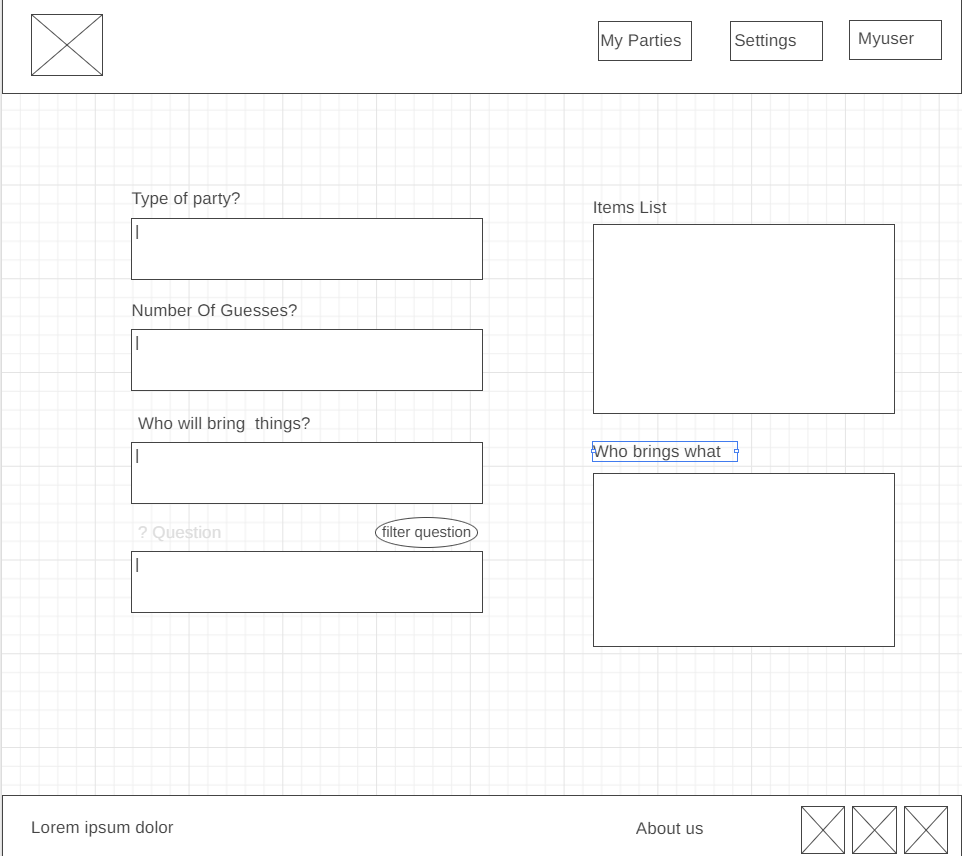 My Parties
Settings
Myuser
Type of party?
Items List
Number Of Guesses?
Who will bring  things?
Who brings what
? Question
filter question
Lorem ipsum dolor
About us